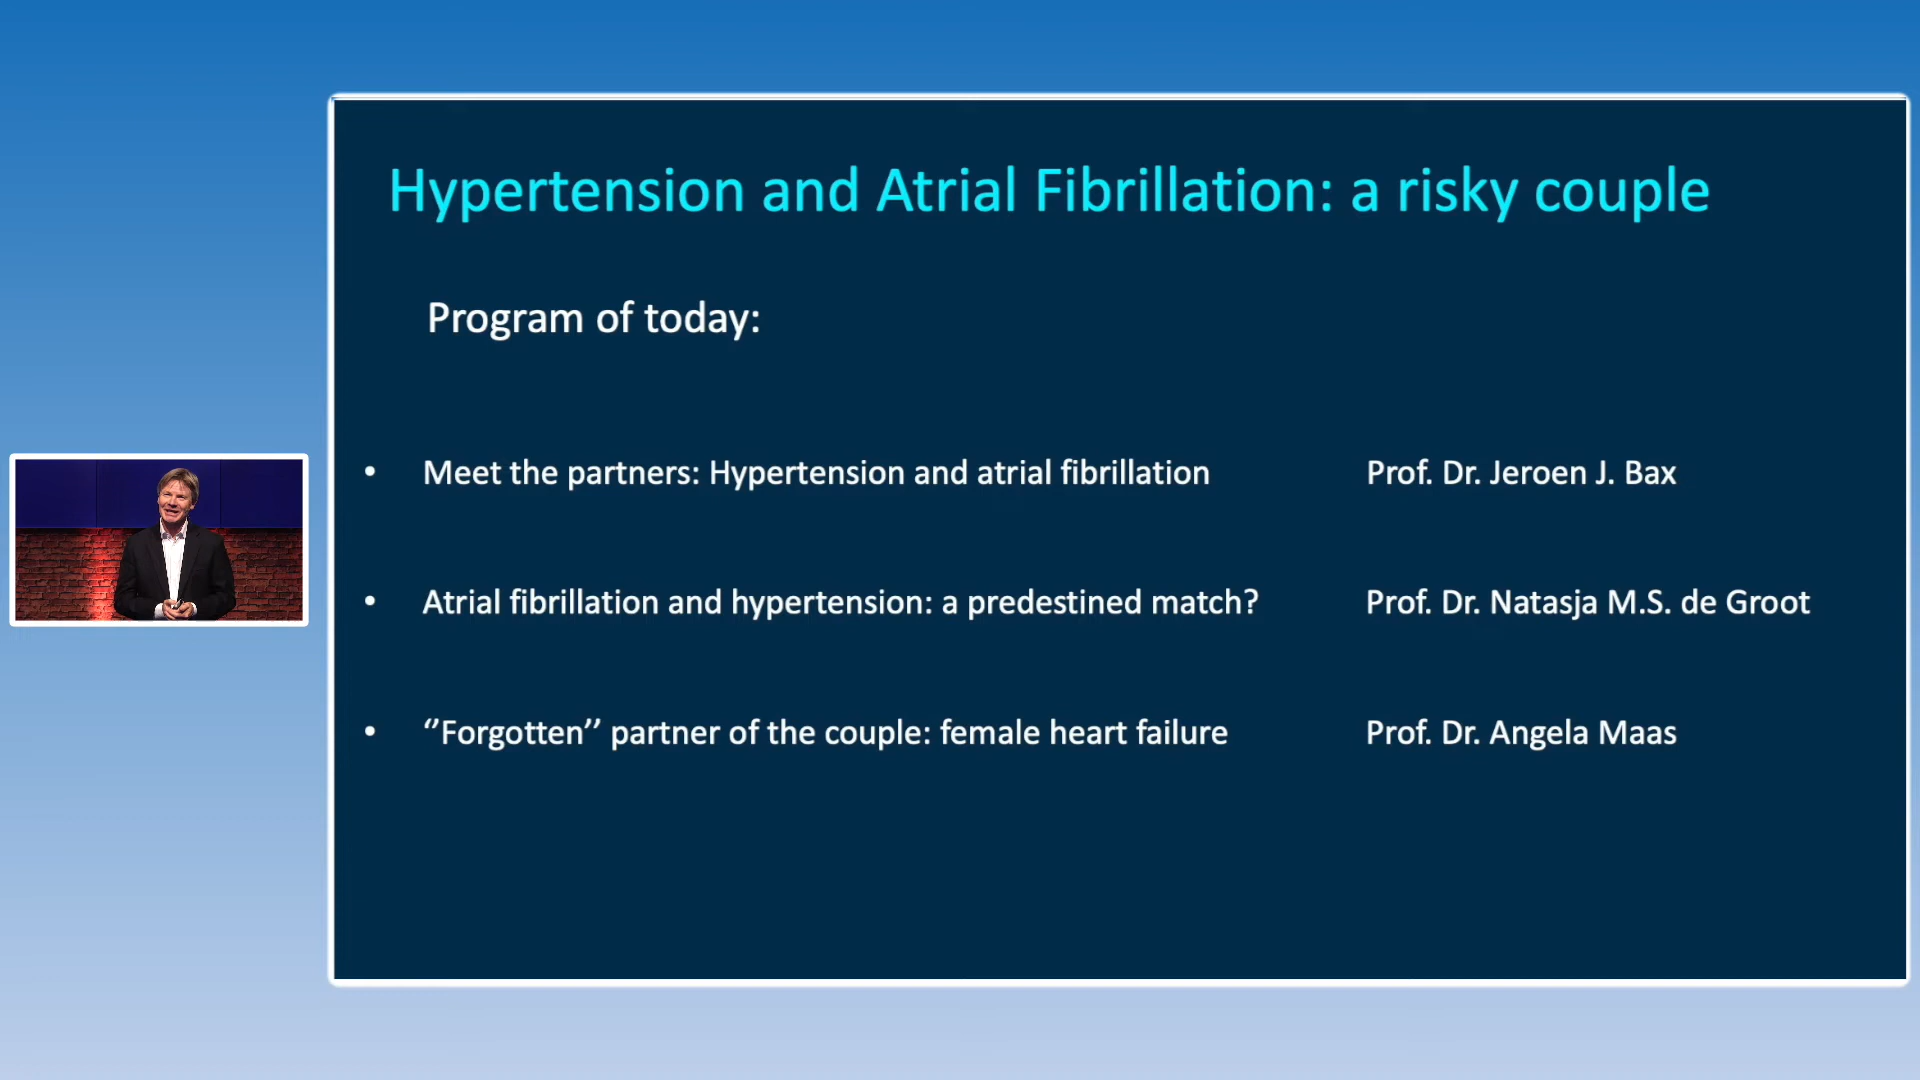 Hypertension and Atrial Fibrillation: a risky couple
Program of today:
• Meet the partners: Hypertension and atrial fibrillation Prof. Dr. Jeroen J. Bax
• Atrial fibrillation and hypertension: a predestined match? Prof. Dr. Natasja M.S. de Groot
• ‘’Forgotten’’ partner of the couple: female heart failure Prof. Dr. Angela Maas